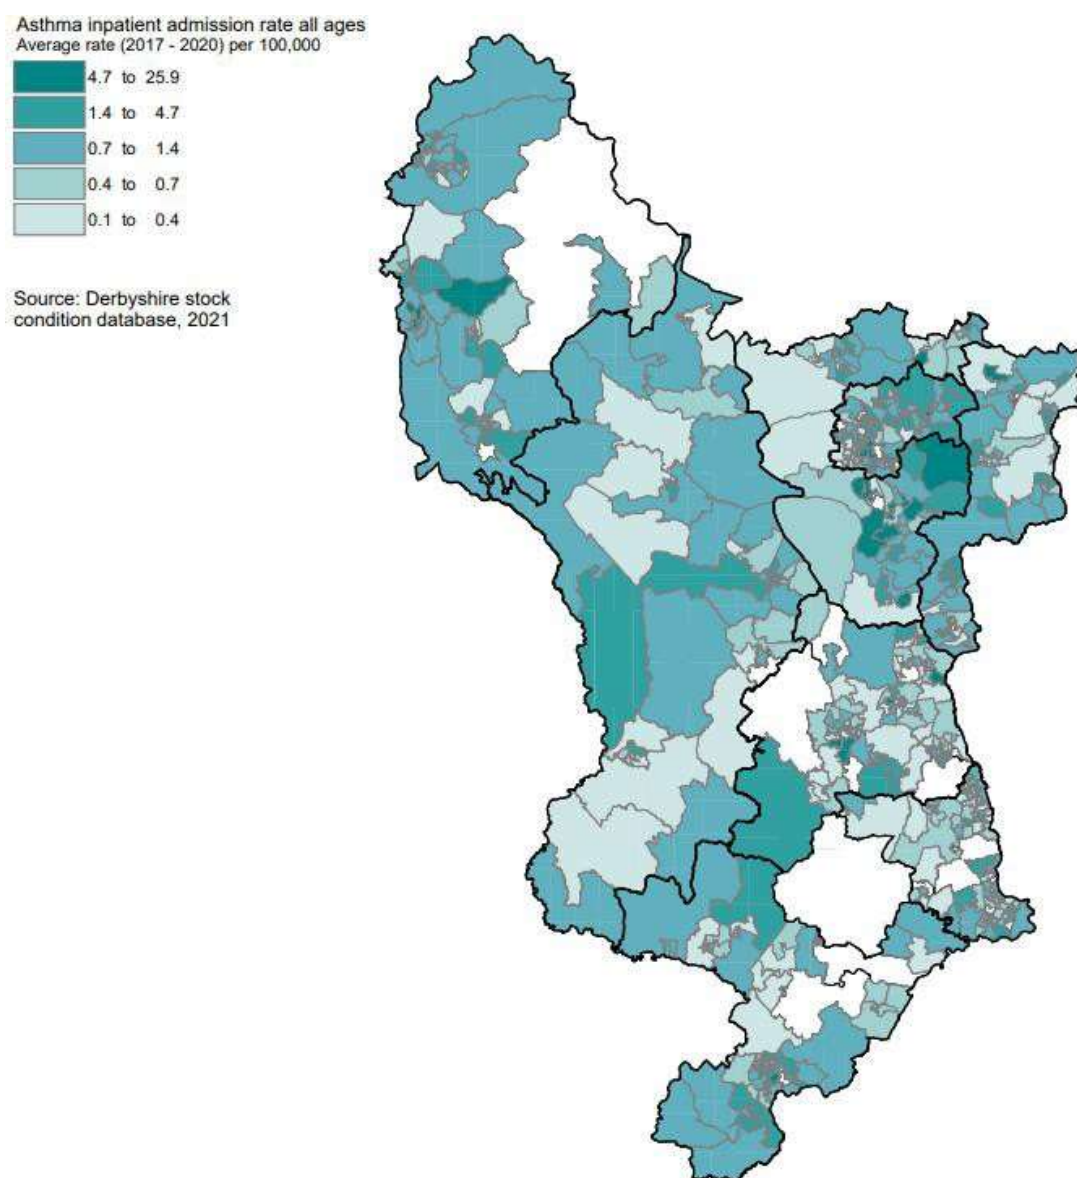 Asthma inpatient admission rate all ages
Average rate (2017 - 2020) per 100,000
4.7 to 25.9
1.4 to 4.7
0.7 to 1.4
0.4 to 0.7
0.1 to 0.4
Source: Derbyshire stock
condition database, 2021